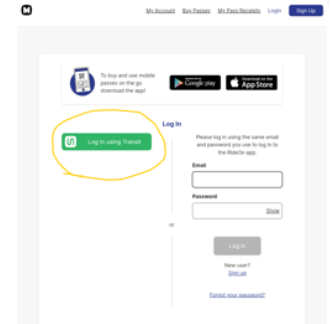 M
My Account Buy Passes My Pass Receipts Login Sign Up
To buy and use mobile
passes on the go
download the app!
Google play
Download on the
App Store
Log In
Log In using Transit
or
Please log in using the same email
and password you use to log in to
the RideOn app.
Email
Password
Show
Log In
New user?
Sign up
Forgot your password?